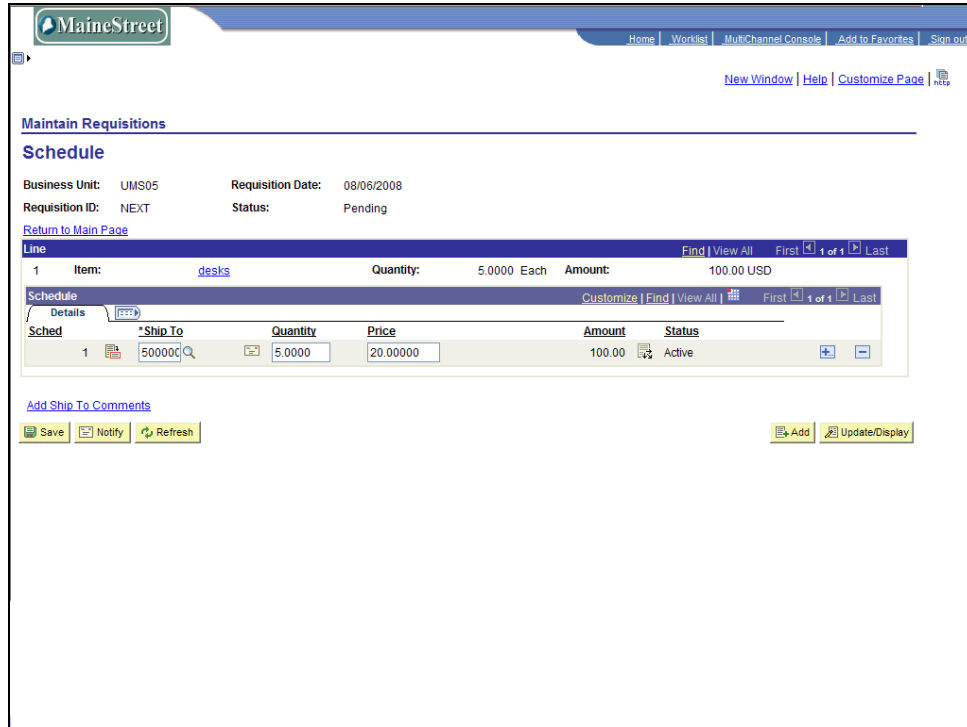 MaineStreet
Home | Worklist | MultiChannel Console | Add to Favorites | Sign out
New Window | Help | Customize Page | http
Maintain Requisitions
Schedule
Business Unit: UMS05 Requisition Date: 08/06/2008
Requisition ID: NEXT Status: Pending
Return to Main Page
Line Find | View All First 1 of 1 Last
1 Item: desks Quantity: 5.0000 Each Amount: 100.00 USD
Schedule Customize | Find | View All | First 1 of 1 Last
Details
Sched *Ship To Quantity Price Amount Status
1 500000 5.0000 20.00000 100.00 Active
Add Ship To Comments
Save Notify Refresh Add Update/Display